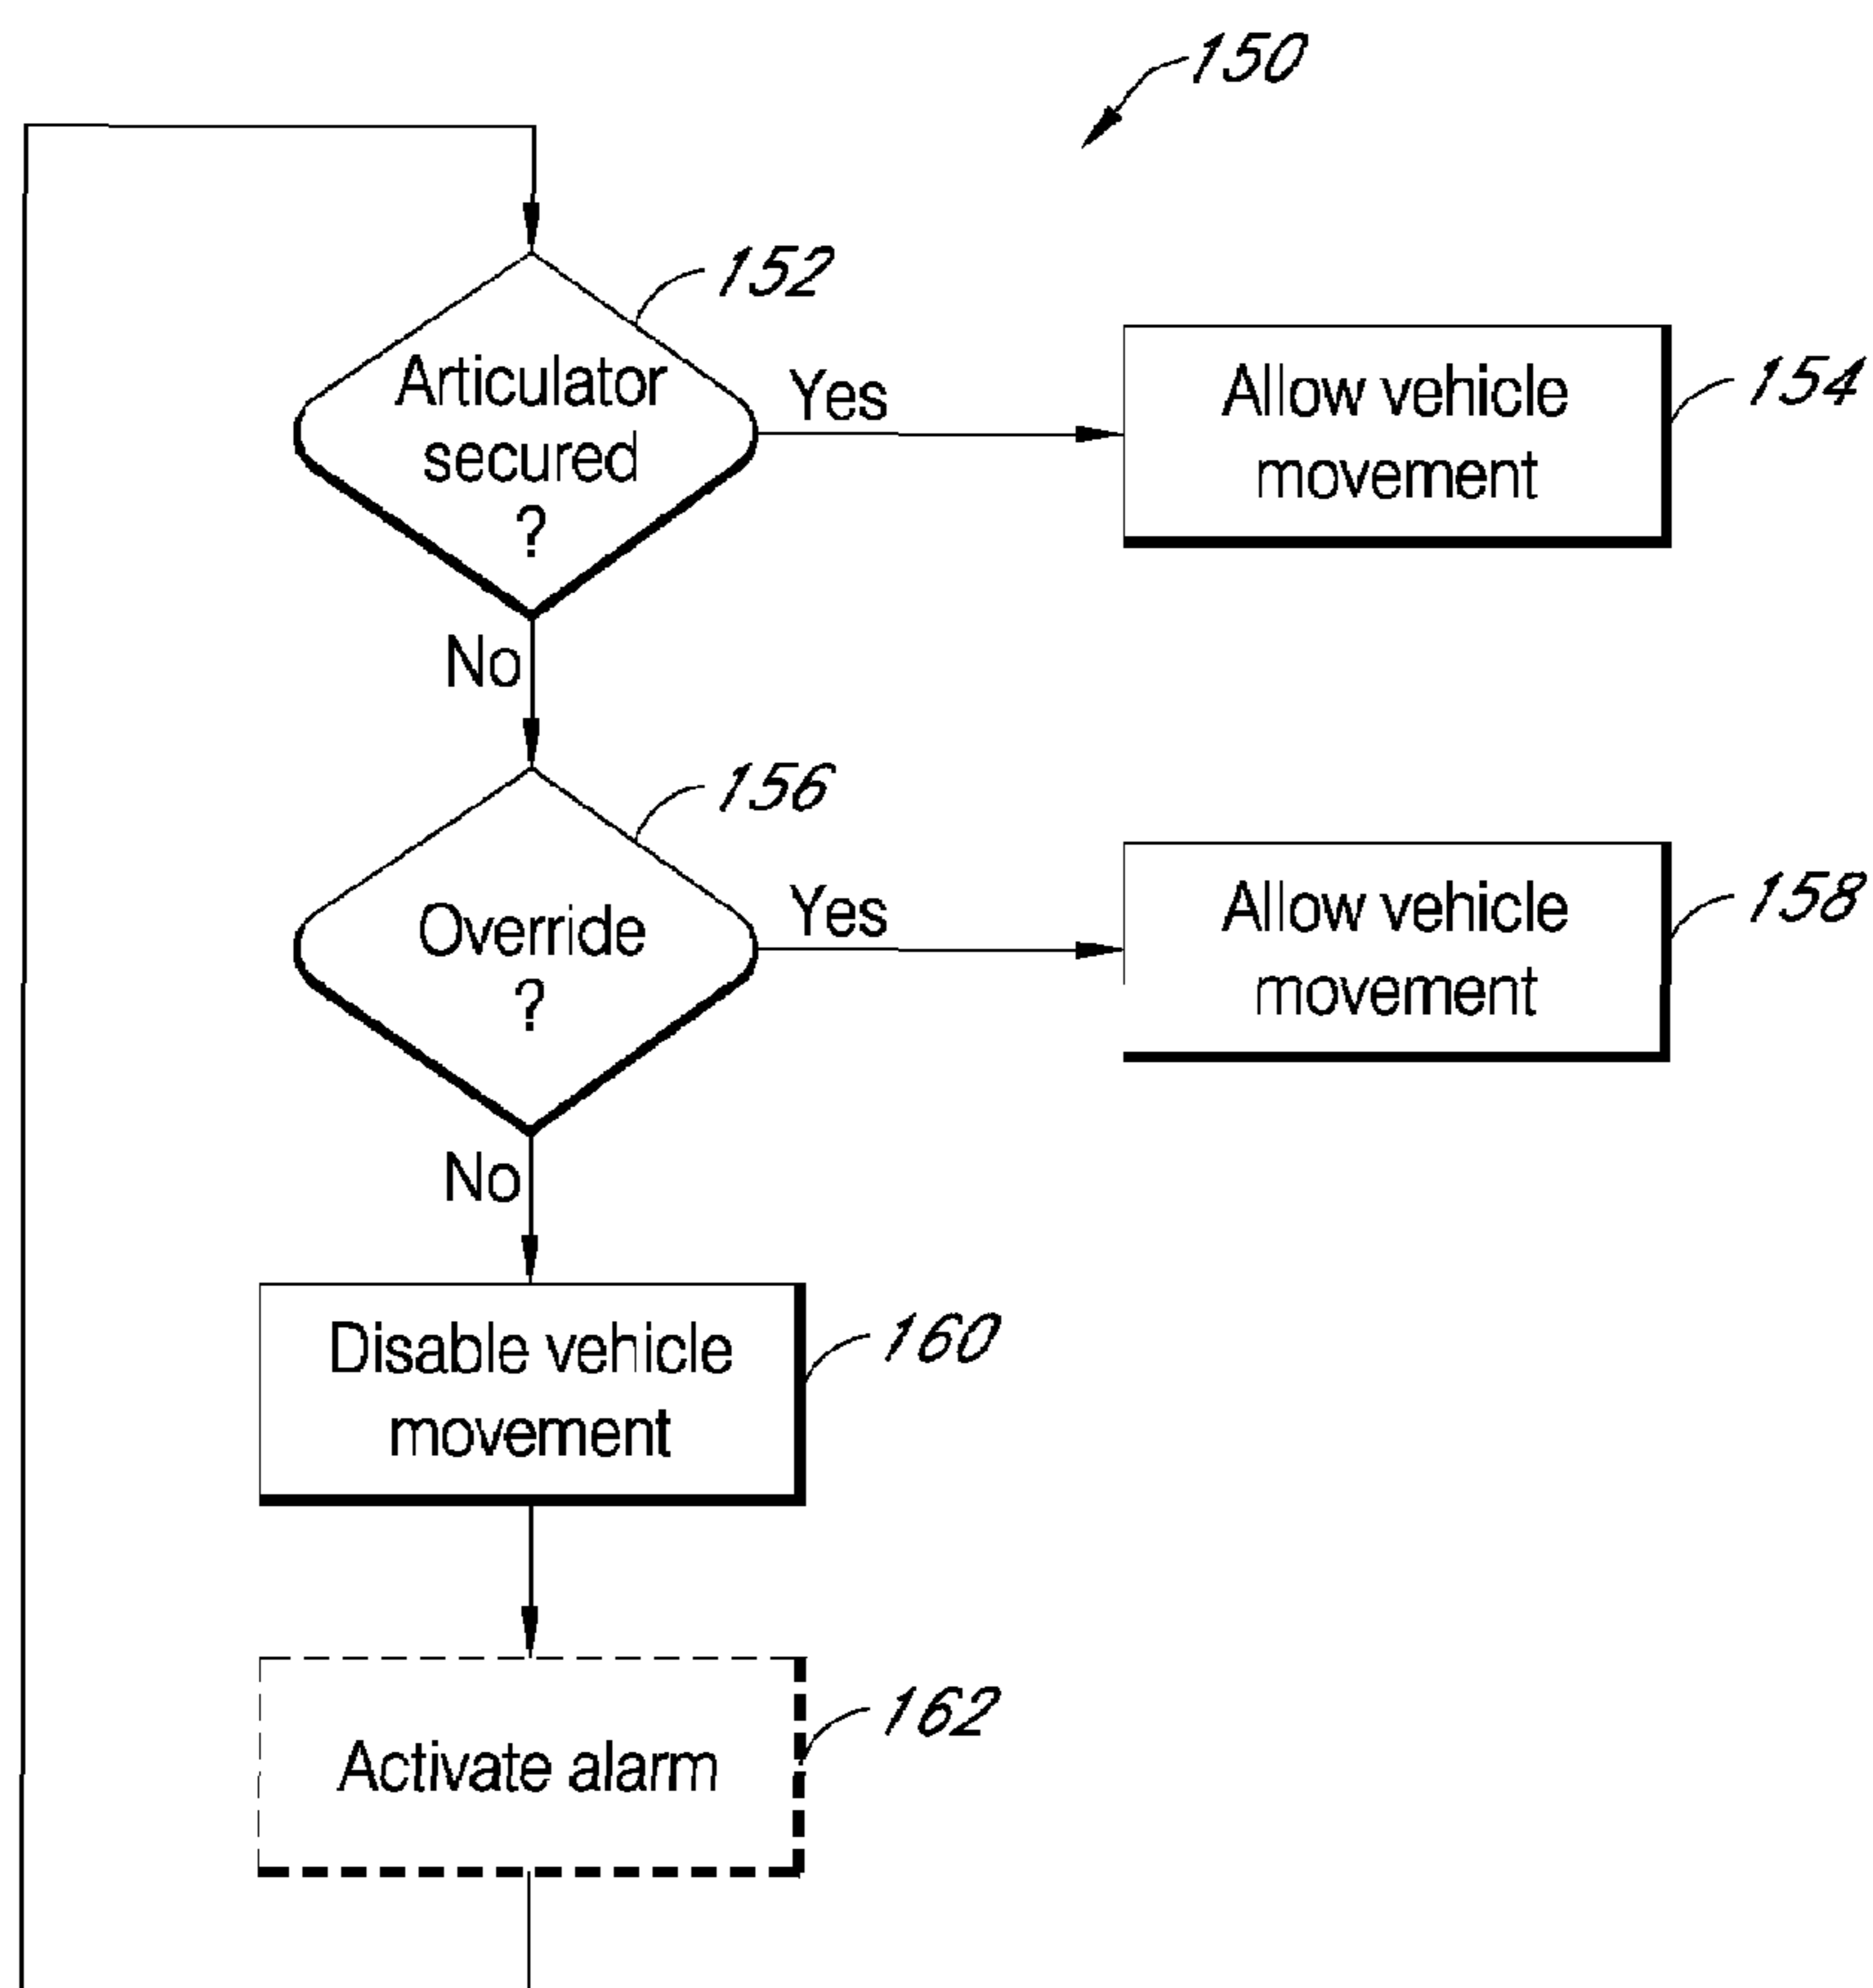 150
152
Articulator
secured
?
Yes
Allow vehicle
movement
154
No
156
Override
?
Yes
Allow vehicle
movement
158
No
Disable vehicle
movement
160
Activate alarm
162